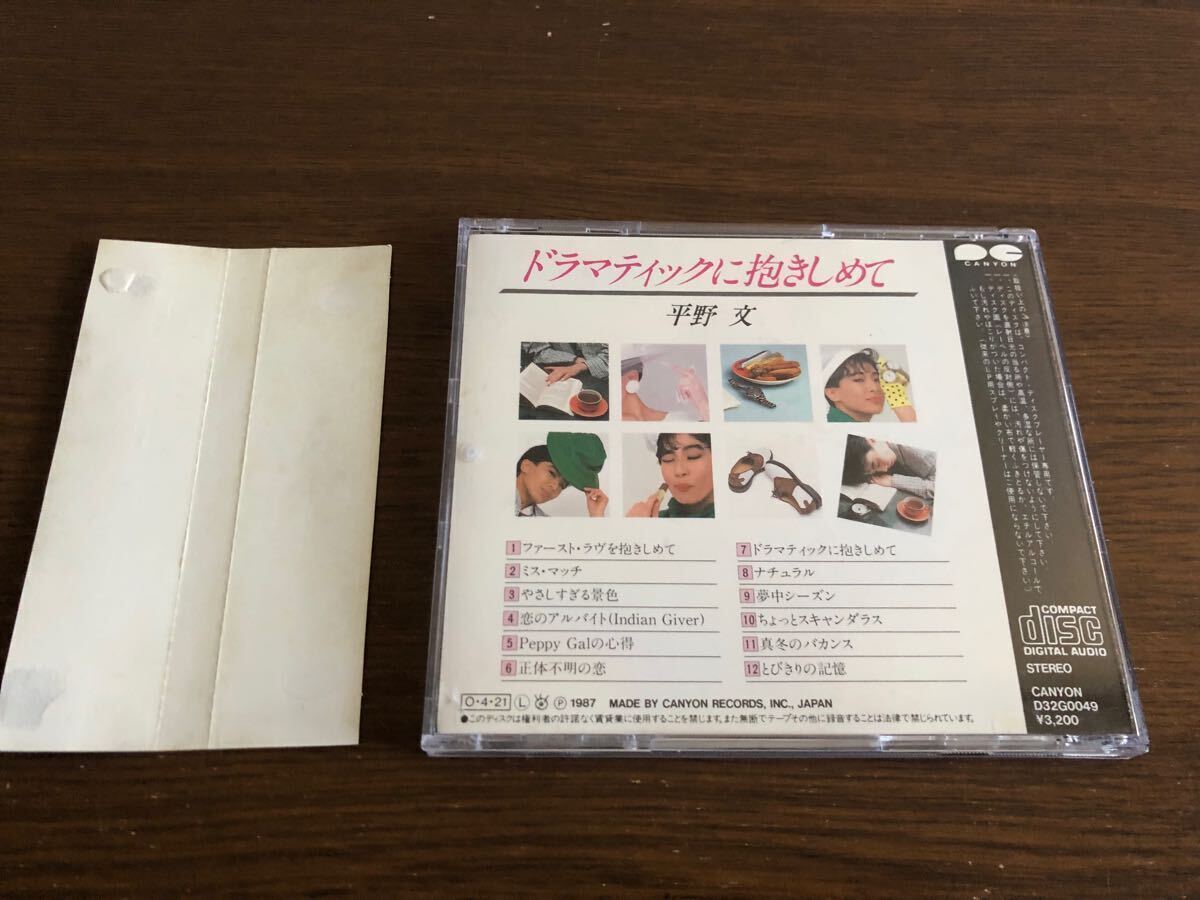 ドラマティックに抱きしめて
平野 文
1 ファースト・ラヴを抱きしめて
2 ミス・マッチ
3 やさしすぎる景色
4 恋のアルバイト(Indian Giver)
5 Peppy Galの心得
6 正体不明の恋
7 ドラマティックに抱きしめて
8 ナチュラル
9 夢中シーズン
10 ちょっとスキャンダラス
11 真冬のバカンス
12 とびきりの記憶
O・4・21 L P 1987 MADE BY CANYON RECORDS, INC., JAPAN
●このディスクは権利者の許諾なく賃貸業に使用することを禁じます。また無断でテープその他に録音することは法律で禁じられています。
CANYON
COMPACT
disc
DIGITAL AUDIO
STEREO
CANYON
D32G0049
¥3,200